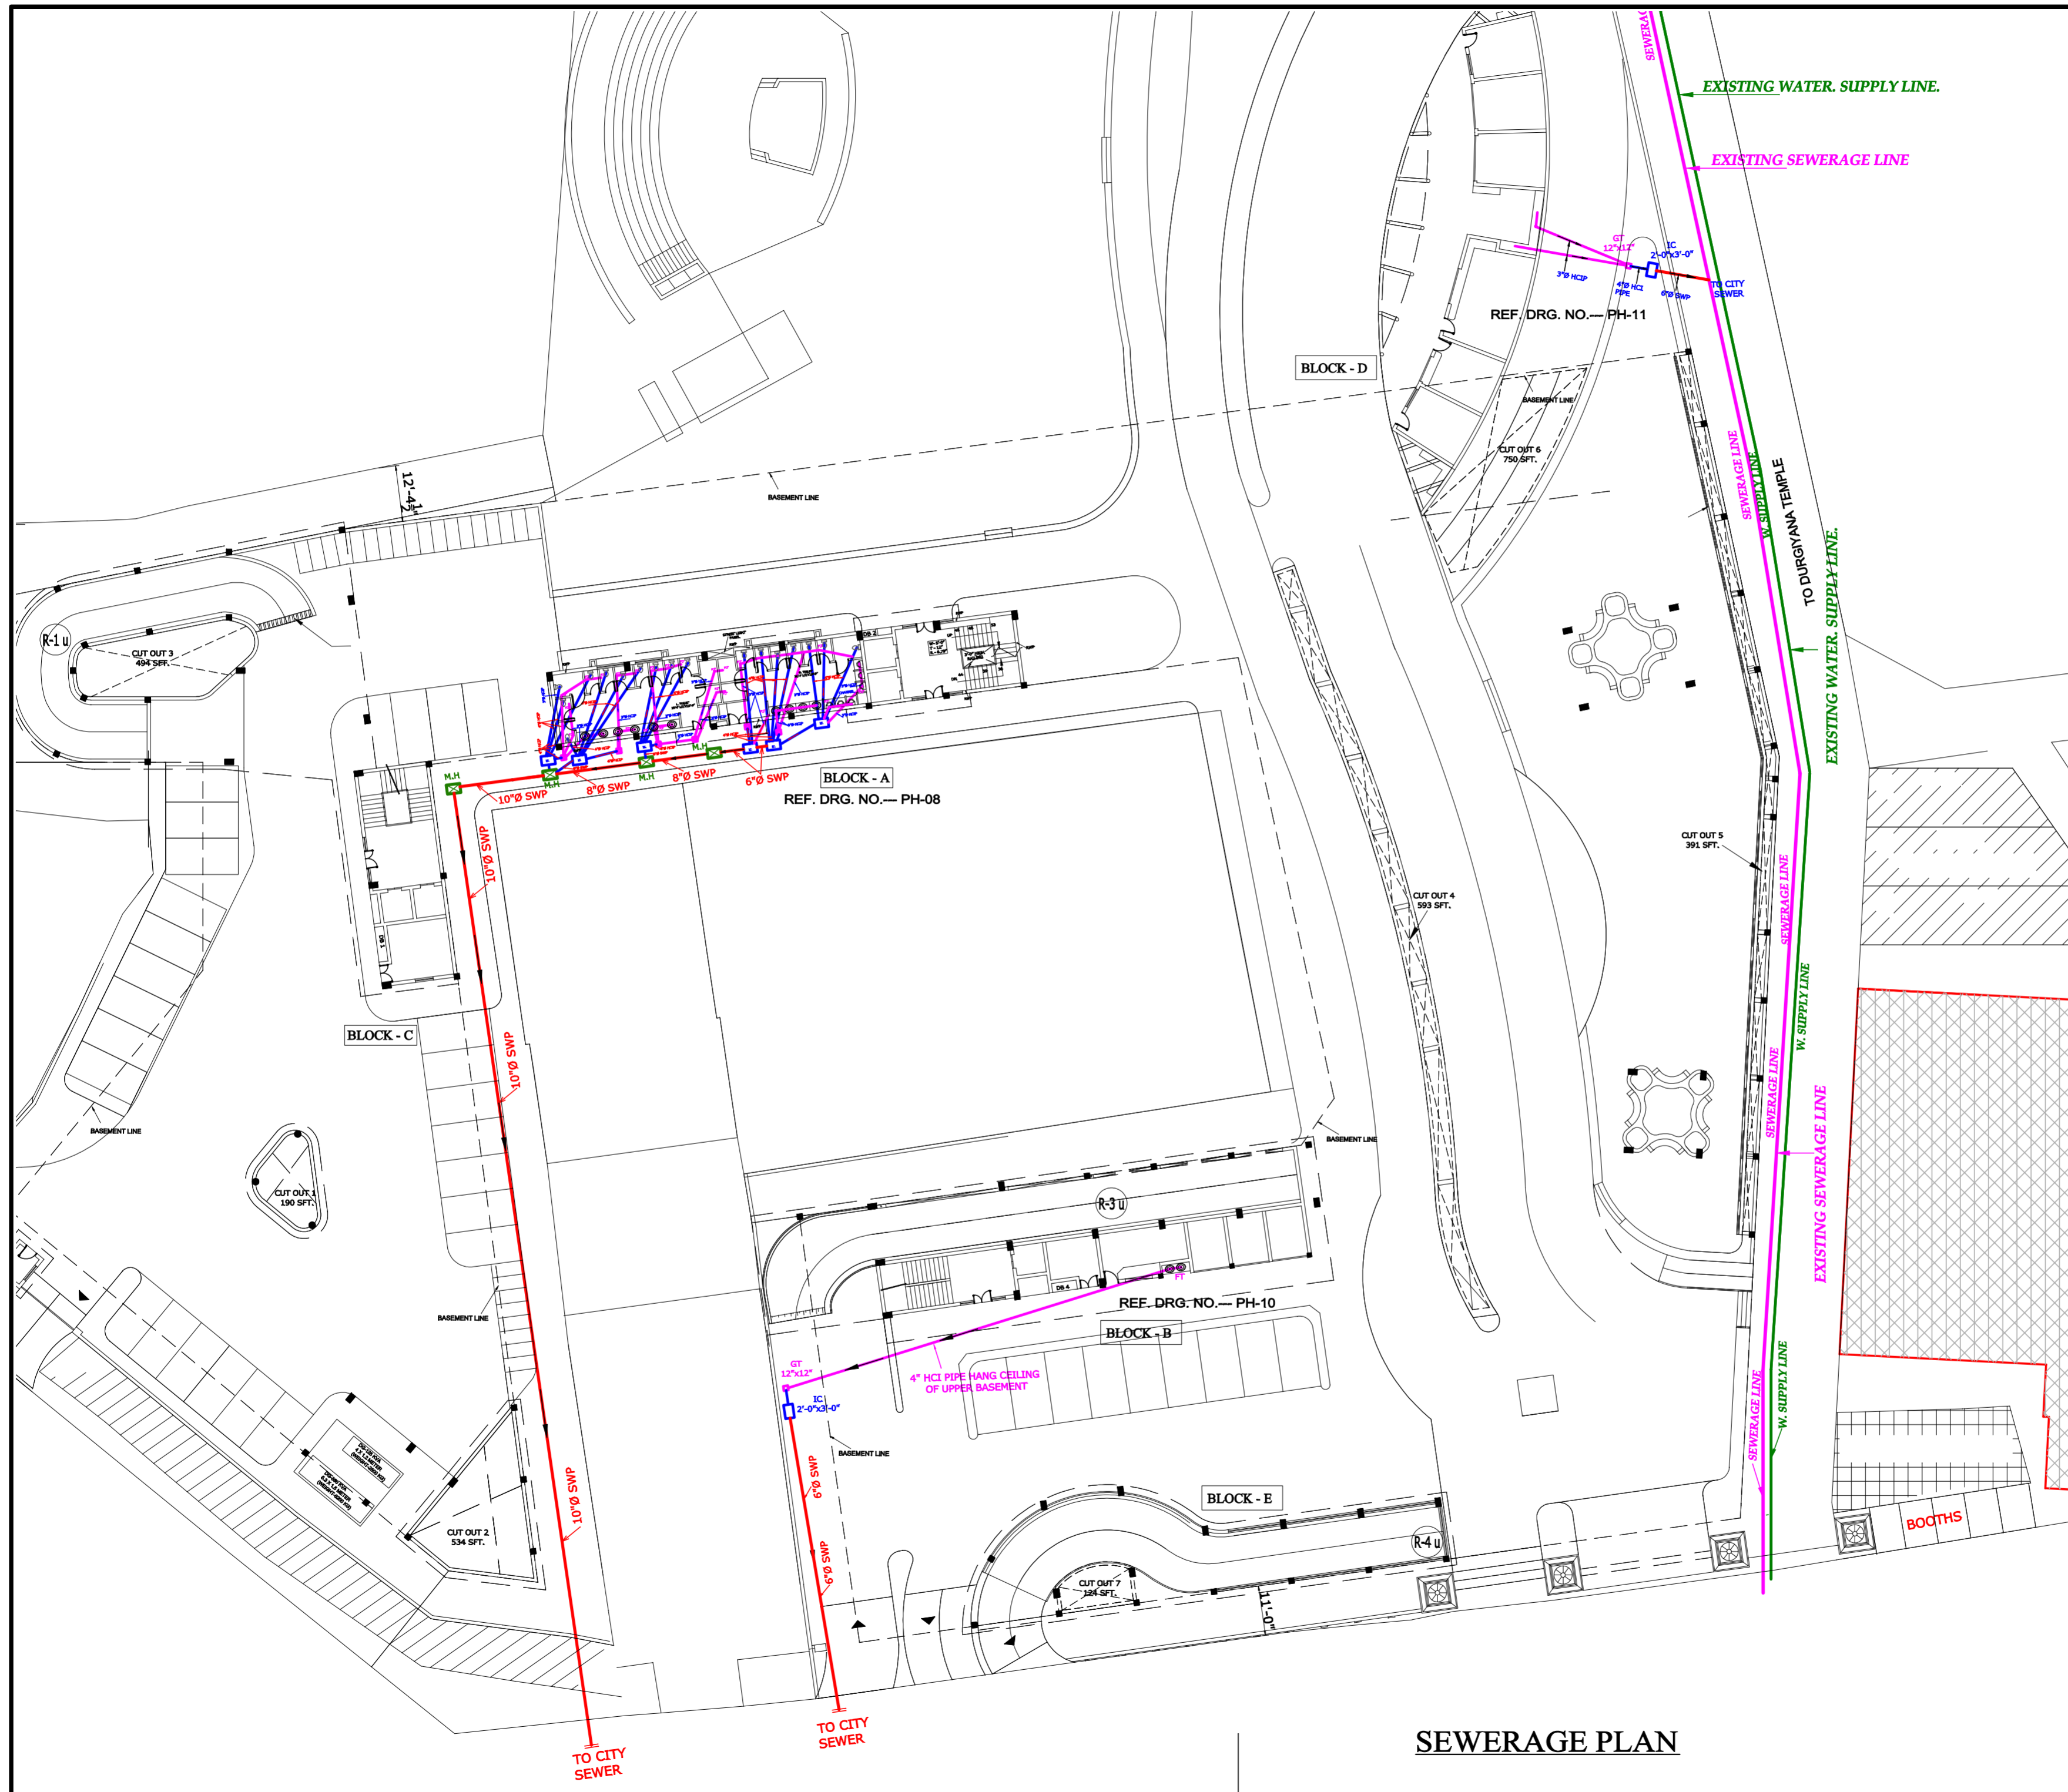 SEWERAGE
EXISTING WATER. SUPPLY LINE.
EXISTING SEWERAGE LINE
GT
12"x12"
IC
2'-0"x3'-0"
3"Ø HCIP
4"Ø HCI
PIPE
6"Ø SWP
TO CITY
SEWER
REF. DRG. NO.--- PH-11
BLOCK - D
BASEMENT LINE
CUT OUT 6
750 SFT.
SEWERAGE LINE
W. SUPPLY LINE
TO DURGIYANA TEMPLE
EXISTING WATER. SUPPLY LINE.
12'-4½"
BASEMENT LINE
R-1 u
CUT OUT 3
494 SFT.
DB 2
M.H
M.H
M.H
M.H
10"Ø SWP
8"Ø SWP
8"Ø SWP
6"Ø SWP
BLOCK - A
REF. DRG. NO.--- PH-08
10"Ø SWP
CUT OUT 5
391 SFT.
CUT OUT 4
593 SFT.
SEWERAGE LINE
DB 1
W. SUPPLY LINE
BLOCK - C
10"Ø SWP
SEWERAGE LINE
BASEMENT LINE
BASEMENT LINE
EXISTING SEWERAGE LINE
CUT OUT 1
190 SFT.
R-3 u
DB 4
FT
REF. DRG. NO.--- PH-10
BASEMENT LINE
BLOCK - B
GT
12"x12"
4" HCI PIPE HANG CEILING
OF UPPER BASEMENT
IC
2'-0"x3'-0"
W. SUPPLY LINE
SEWERAGE LINE
BASEMENT LINE
6"Ø SWP
10"Ø SWP
BLOCK - E
CUT OUT 2
534 SFT.
R-4 u
BOOTHS
6"Ø SWP
CUT OUT 7
124 SFT.
11'-0"
TO CITY
SEWER
TO CITY
SEWER
SEWERAGE PLAN